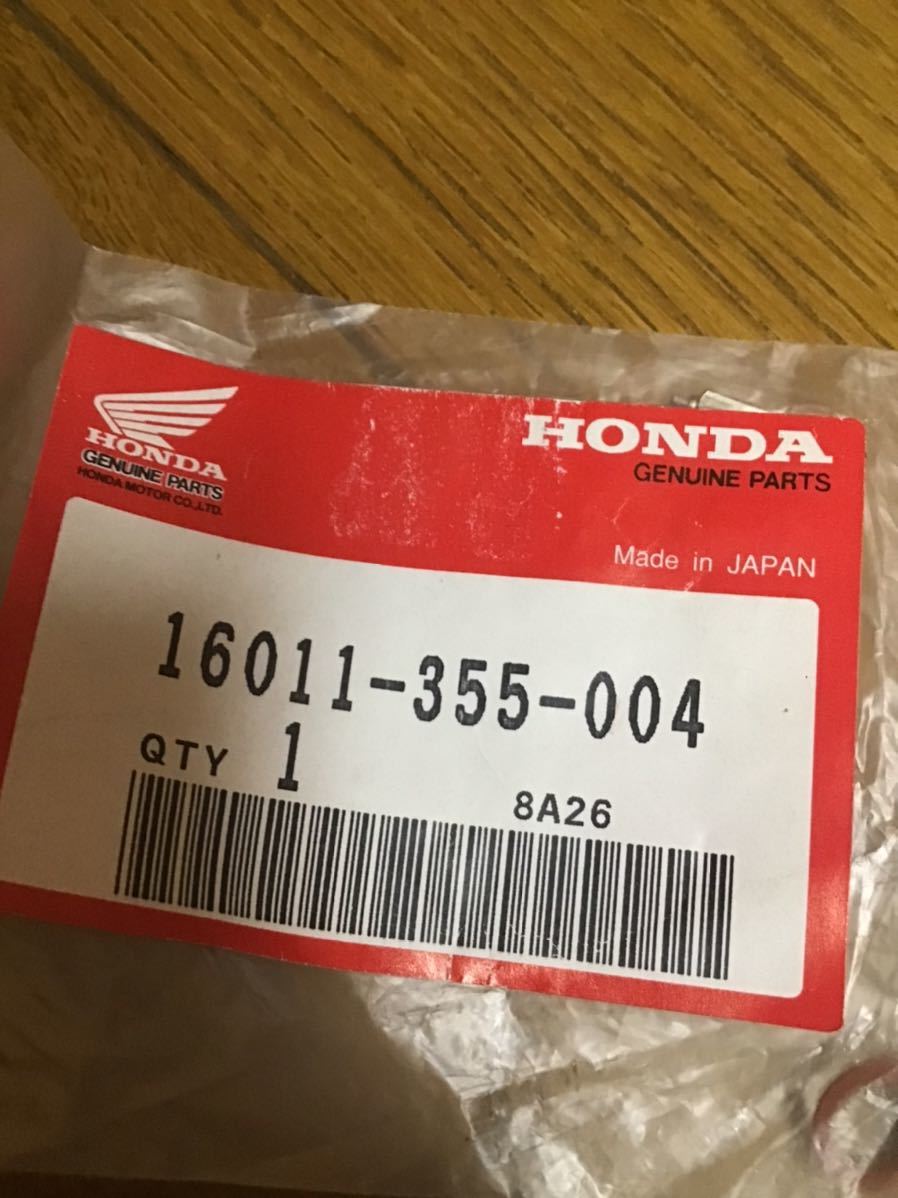 HONDA
GENUINE PARTS
HONDA MOTOR CO.,LTD.
HONDA
GENUINE PARTS
Made in JAPAN
16011-355-004
QTY 1
8A26